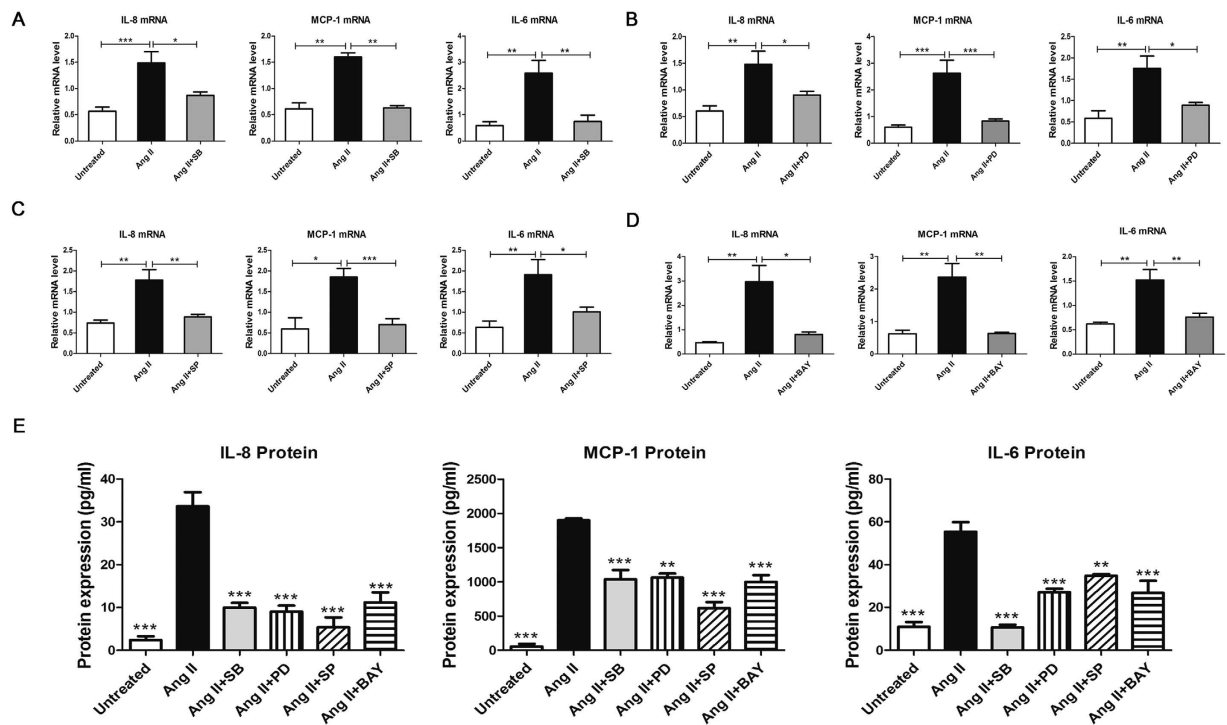 A
IL-8 mRNA
Relative mRNA level
2.0
1.5
1.0
0.5
0.0
***
*
Untreated
Ang II
Ang II+SB
MCP-1 mRNA
Relative mRNA level
2.0
1.5
1.0
0.5
0.0
**
**
Untreated
Ang II
Ang II+SB
IL-6 mRNA
Relative mRNA level
4
3
2
1
0
**
**
Untreated
Ang II
Ang II+SB
B
IL-8 mRNA
Relative mRNA level
2.0
1.5
1.0
0.5
0.0
**
*
Untreated
Ang II
Ang II+PD
MCP-1 mRNA
Relative mRNA level
4
3
2
1
0
***
***
Untreated
Ang II
Ang II+PD
IL-6 mRNA
Relative mRNA level
2.5
2.0
1.5
1.0
0.5
0.0
**
*
Untreated
Ang II
Ang II+PD
C
IL-8 mRNA
Relative mRNA level
2.5
2.0
1.5
1.0
0.5
0.0
**
**
Untreated
Ang II
Ang II+SP
MCP-1 mRNA
Relative mRNA level
2.5
2.0
1.5
1.0
0.5
0.0
*
***
Untreated
Ang II
Ang II+SP
IL-6 mRNA
Relative mRNA level
2.5
2.0
1.5
1.0
0.5
0.0
**
*
Untreated
Ang II
Ang II+SP
D
IL-8 mRNA
Relative mRNA level
4
3
2
1
0
**
*
Untreated
Ang II
Ang II+BAY
MCP-1 mRNA
Relative mRNA level
3
2
1
0
**
**
Untreated
Ang II
Ang II+BAY
IL-6 mRNA
Relative mRNA level
2.0
1.5
1.0
0.5
0.0
**
**
Untreated
Ang II
Ang II+BAY
E
IL-8 Protein
Protein expression (pg/ml)
40
30
20
10
0
***
***
***
***
***
Untreated
Ang II
Ang II+SB
Ang II+PD
Ang II+SP
Ang II+BAY
MCP-1 Protein
Protein expression (pg/ml)
2500
2000
1500
1000
500
0
***
***
**
***
***
Untreated
Ang II
Ang II+SB
Ang II+PD
Ang II+SP
Ang II+BAY
IL-6 Protein
Protein expression (pg/ml)
80
60
40
20
0
***
***
***
**
***
Untreated
Ang II
Ang II+SB
Ang II+PD
Ang II+SP
Ang II+BAY